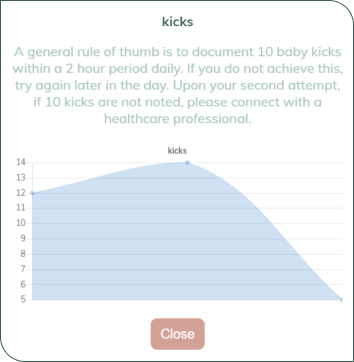 kicks
A general rule of thumb is to document 10 baby kicks
within a 2 hour period daily. If you do not achieve this,
try again later in the day. Upon your second attempt,
if 10 kicks are not noted, please connect with a
healthcare professional.
kicks
14
13
12
11
10
9
8
7
6
5
Close